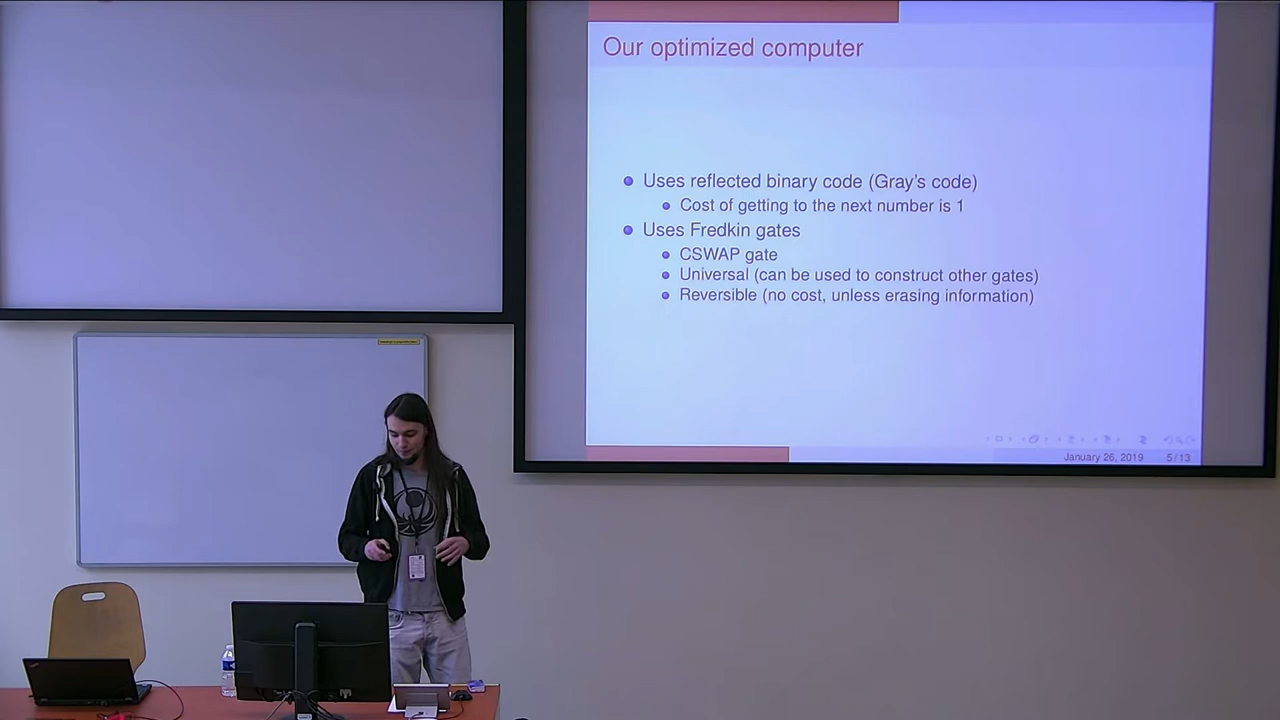 Our optimized computer
Uses reflected binary code (Gray's code)
Cost of getting to the next number is 1
Uses Fredkin gates
CSWAP gate
Universal (can be used to construct other gates)
Reversible (no cost, unless erasing information)
January 26, 2019 5/13